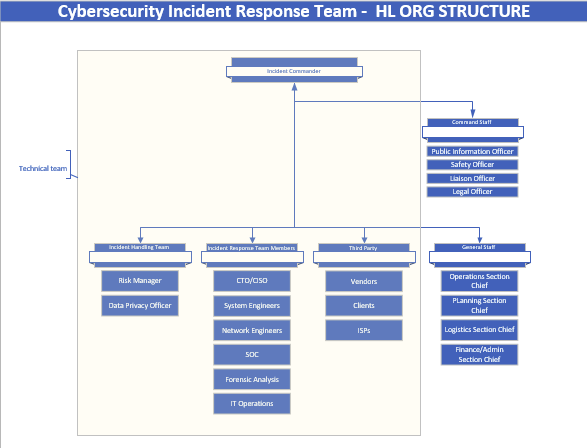 Cybersecurity Incident Response Team - HL ORG STRUCTURE
Incident Commander
Command Staff
Public Information Officer
Safety Officer
Liaison Officer
Legal Officer
Technical team
Incident Handling Team
Incident Response Team Members
Third Party
General Staff
Risk Manager
Data Privacy Officer
CTO/CISO
System Engineers
Network Engineers
SOC
Forensic Analysis
IT Operations
Vendors
Clients
ISPs
Operations Section
Chief
PLanning Section
Chief
Logistics Section Chief
Finance/Admin
Section Chief